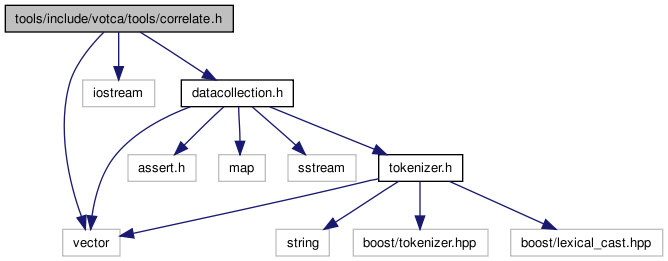 tools/include/votca/tools/correlate.h
iostream
datacollection.h
assert.h
map
sstream
tokenizer.h
vector
string
boost/tokenizer.hpp
boost/lexical_cast.hpp